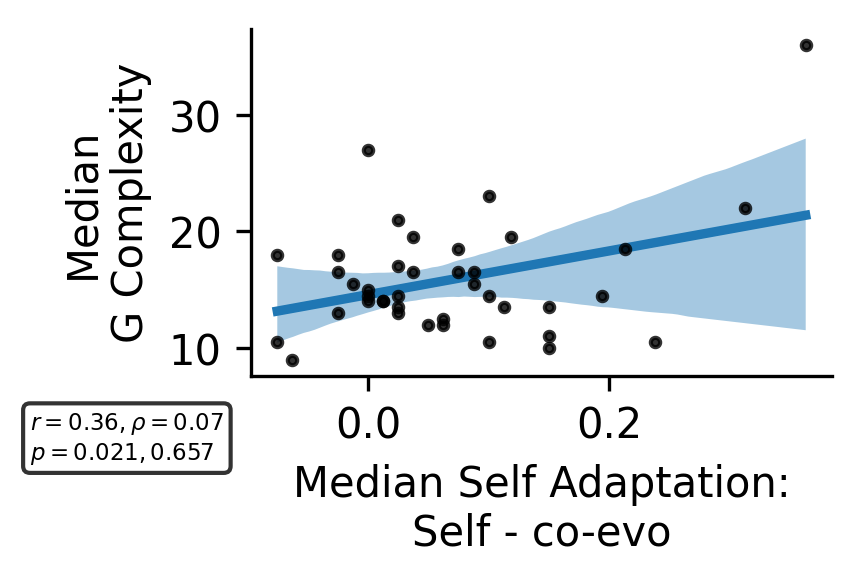 Median
G Complexity
30
20
10
0.0
0.2
r = 0.36, ρ = 0.07
p = 0.021, 0.657
Median Self Adaptation:
Self - co-evo